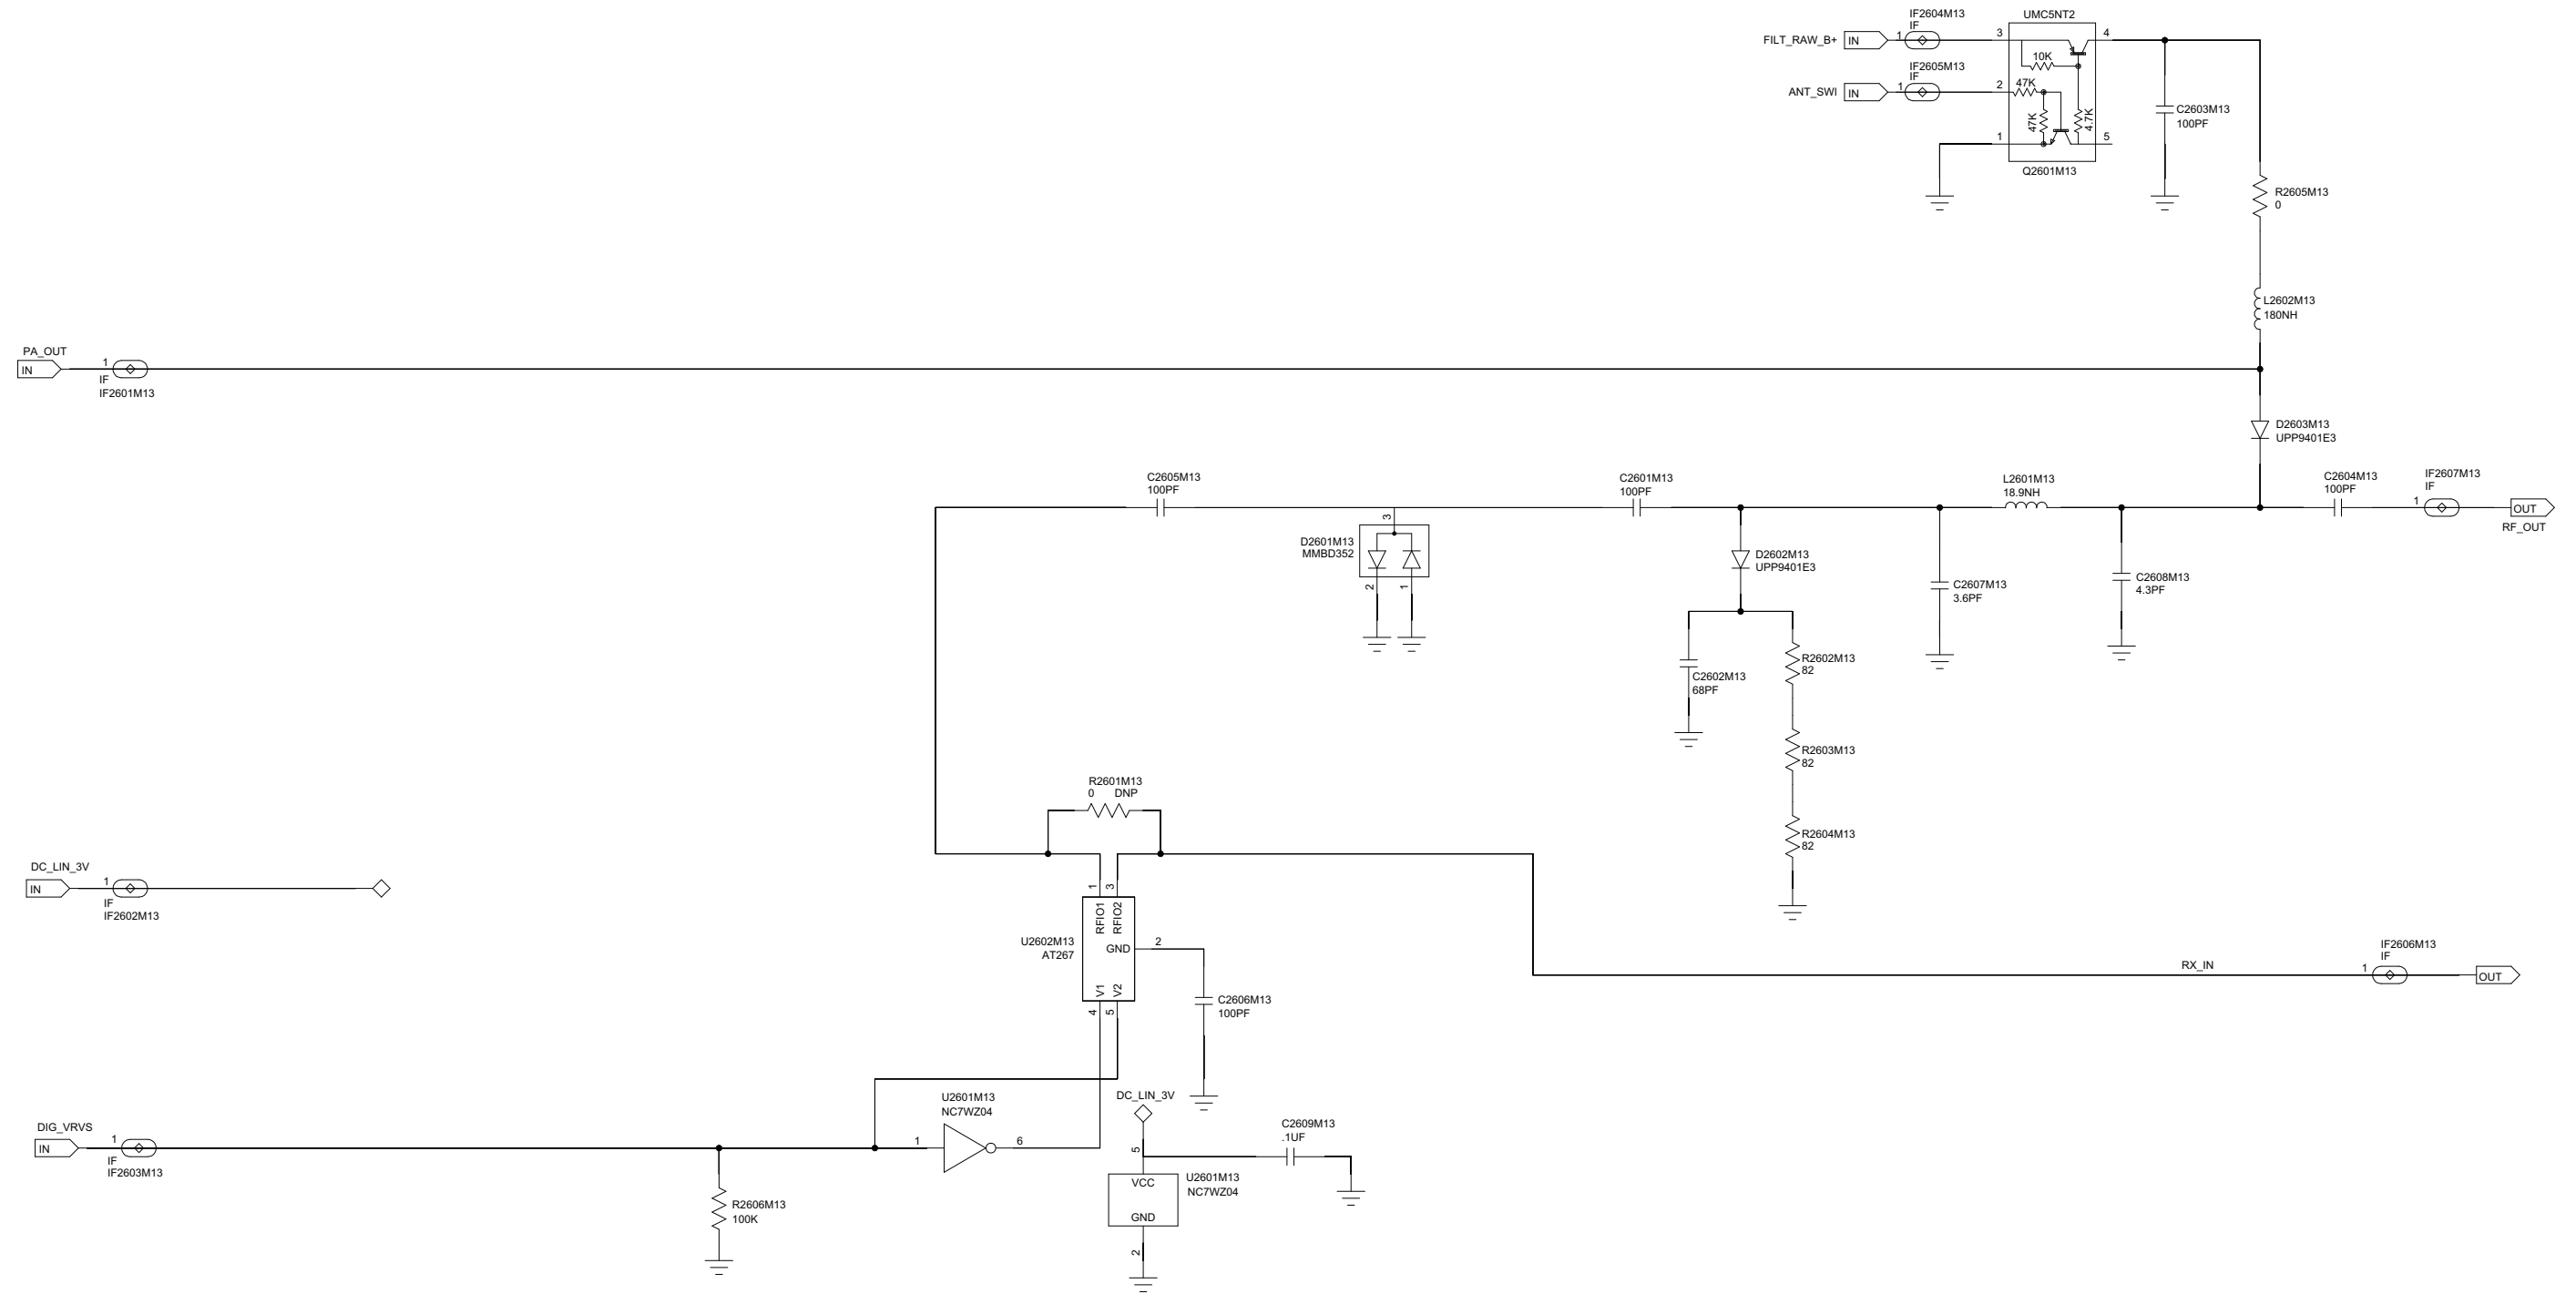 IF2604M13
IF
UMC5NT2
FILT_RAW_B+
IN
1
3
4
10K
IF2605M13
IF
ANT_SWI
IN
1
2
47K
47K
4.7K
1
5
Q2601M13
C2603M13
100PF
R2605M13
0
L2602M13
180NH
PA_OUT
IN
1
IF
IF2601M13
D2603M13
UPP9401E3
C2605M13
100PF
C2601M13
100PF
L2601M13
18.9NH
C2604M13
100PF
IF2607M13
IF
1
OUT
RF_OUT
3
D2601M13
MMBD352
2
1
D2602M13
UPP9401E3
C2607M13
3.6PF
C2608M13
4.3PF
C2602M13
68PF
R2602M13
82
R2603M13
82
R2604M13
82
R2601M13
0 DNP
DC_LIN_3V
IN
1
IF
IF2602M13
1
3
RFIO1
RFIO2
U2602M13
AT267
GND
2
V1
V2
4
5
C2606M13
100PF
RX_IN
IF2606M13
IF
1
OUT
DIG_VRVS
IN
1
IF
IF2603M13
R2606M13
100K
U2601M13
NC7WZ04
1
6
DC_LIN_3V
5
C2609M13
.1UF
VCC
GND
U2601M13
NC7WZ04
2